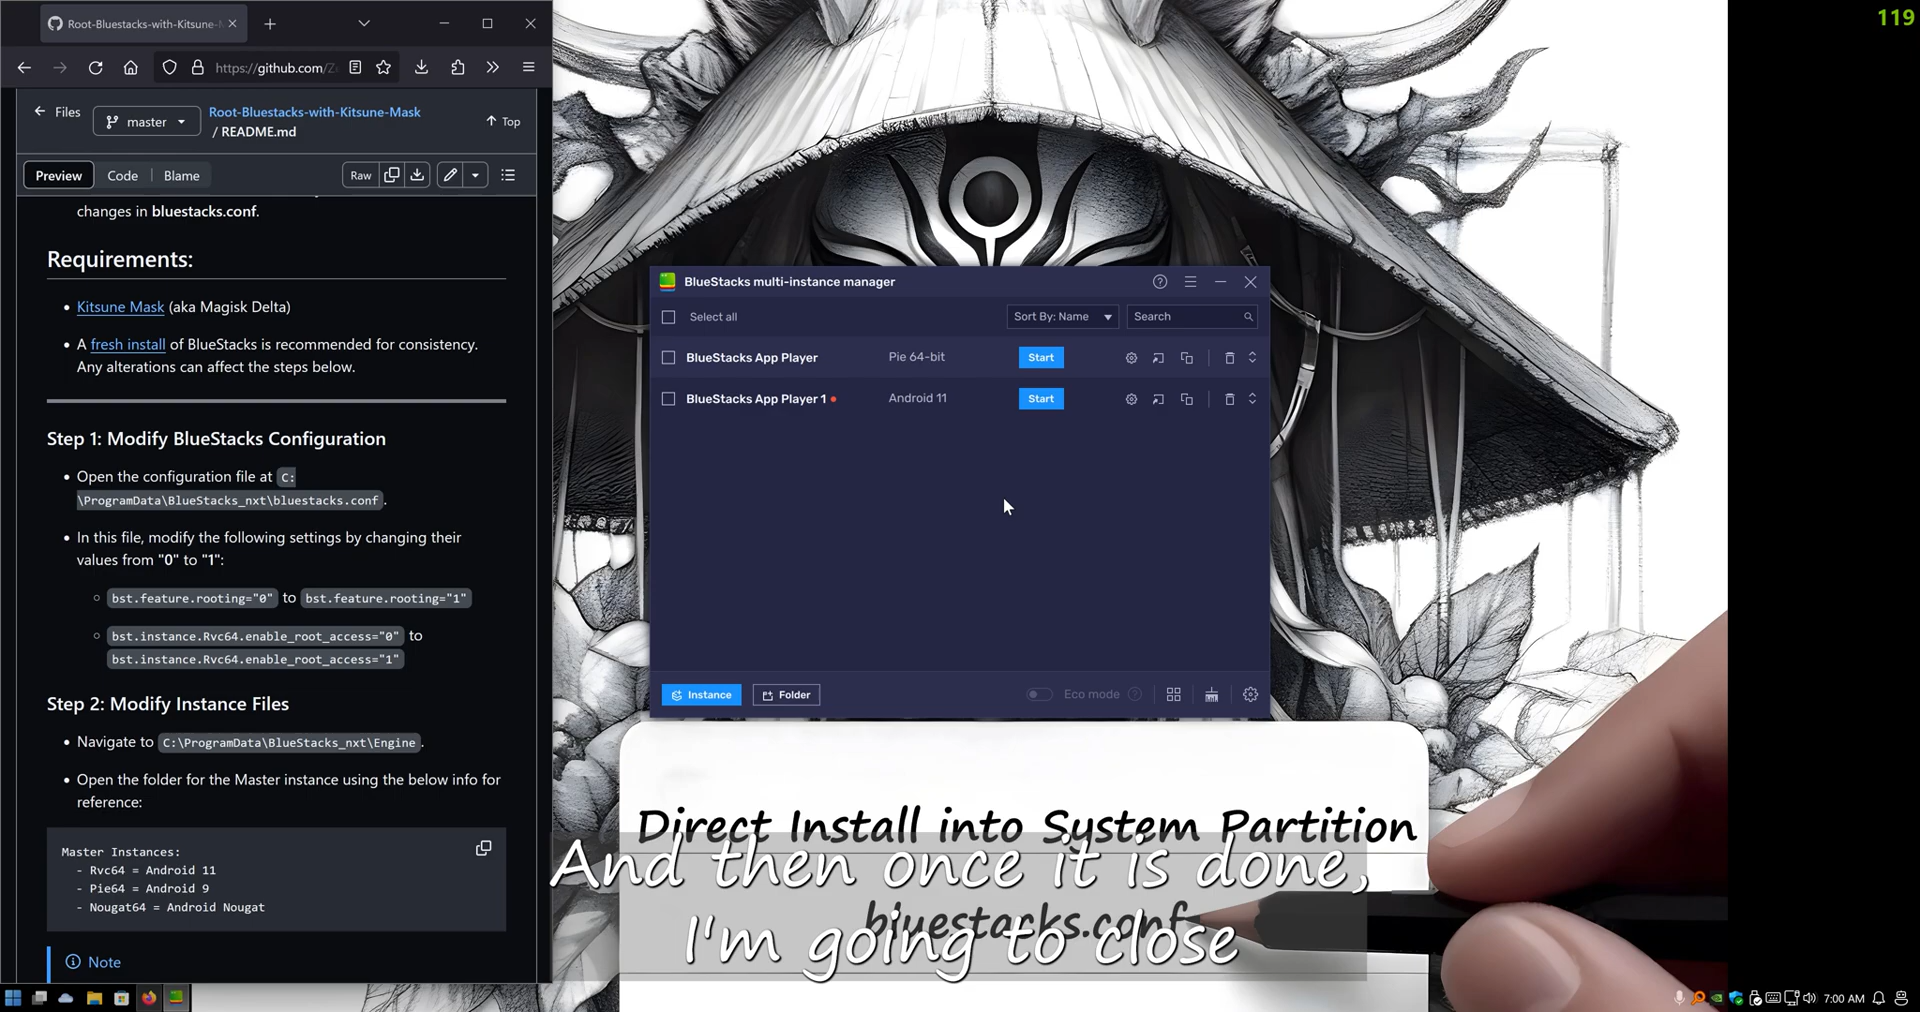 Root-Bluestacks-with-Kitsune-
https://github.com/Z
Files
master
Root-Bluestacks-with-Kitsune-Mask
/ README.md
Top
Preview
Code
Blame
Raw
changes in bluestacks.conf.
Requirements:
Kitsune Mask (aka Magisk Delta)
A fresh install of BlueStacks is recommended for consistency.
Any alterations can affect the steps below.
Step 1: Modify BlueStacks Configuration
Open the configuration file at C:
\ProgramData\BlueStacks_nxt\bluestacks.conf.
In this file, modify the following settings by changing their
values from "0" to "1":
bst.feature.rooting="0" to bst.feature.rooting="1"
bst.instance.Rvc64.enable_root_access="0" to
bst.instance.Rvc64.enable_root_access="1"
Step 2: Modify Instance Files
Navigate to C:\ProgramData\BlueStacks_nxt\Engine.
Open the folder for the Master instance using the below info for
reference:
Master Instances:
- Rvc64 = Android 11
- Pie64 = Android 9
- Nougat64 = Android Nougat
Note
119
BlueStacks multi-instance manager
Select all
Sort By: Name
Search
BlueStacks App Player
Pie 64-bit
Start
BlueStacks App Player 1
Android 11
Start
Instance
Folder
Eco mode
Direct Install into System Partition
And then once it is done,
bluestacks.conf
I'm going to close
7:00 AM